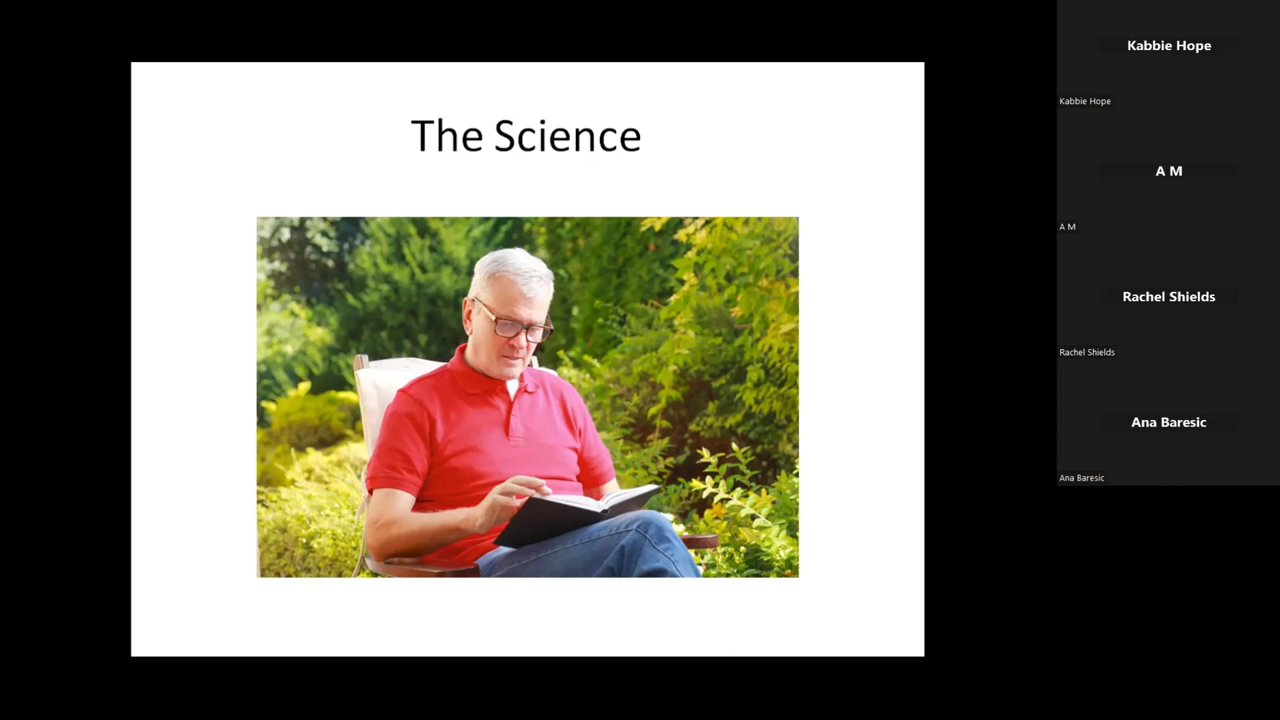 The Science
Kabbie Hope
Kabbie Hope
A M
A M
Rachel Shields
Rachel Shields
Ana Baresic
Ana Baresic